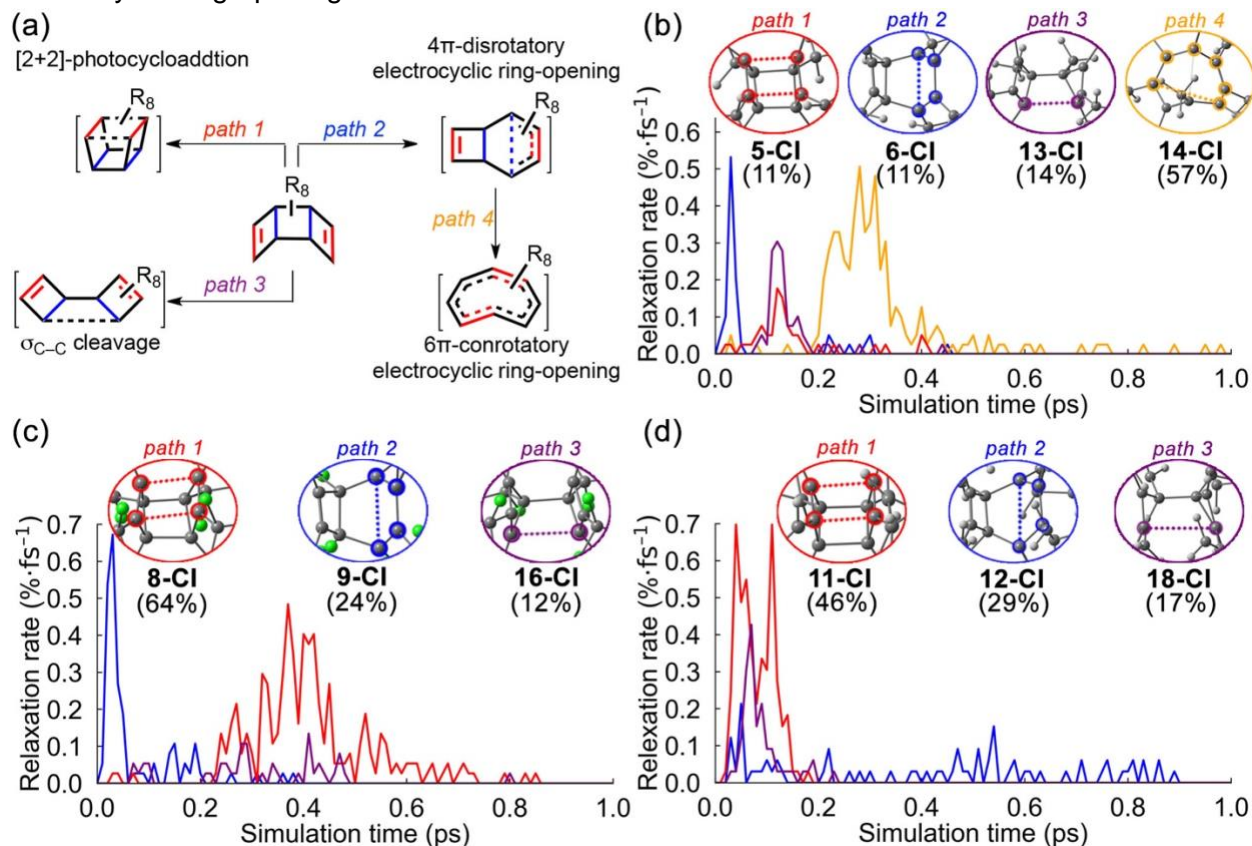 (a)
[2+2]-photocycloaddtion
4π-disrotatory
electrocyclic ring-opening
R8
path 1
path 2
R8
R8
path 4
path 3
R8
R8
σC–C cleavage
6π-conrotatory
electrocyclic ring-opening
(b)
path 1
path 2
path 3
path 4
5-CI
6-CI
13-CI
14-CI
(11%)
(11%)
(14%)
(57%)
Relaxation rate (%·fs⁻¹)
0.6
0.5
0.4
0.3
0.2
0.1
0.0
0.0
0.2
0.4
0.6
0.8
1.0
Simulation time (ps)
(c)
path 1
path 2
path 3
8-CI
9-CI
16-CI
(64%)
(24%)
(12%)
Relaxation rate (%·fs⁻¹)
0.7
0.6
0.5
0.4
0.3
0.2
0.1
0.0
0.0
0.2
0.4
0.6
0.8
1.0
Simulation time (ps)
(d)
path 1
path 2
path 3
11-CI
12-CI
18-CI
(46%)
(29%)
(17%)
Relexation rate (%·fs⁻¹)
0.7
0.6
0.5
0.4
0.3
0.2
0.1
0.0
0.0
0.2
0.4
0.6
0.8
1.0
Simulation time (ps)